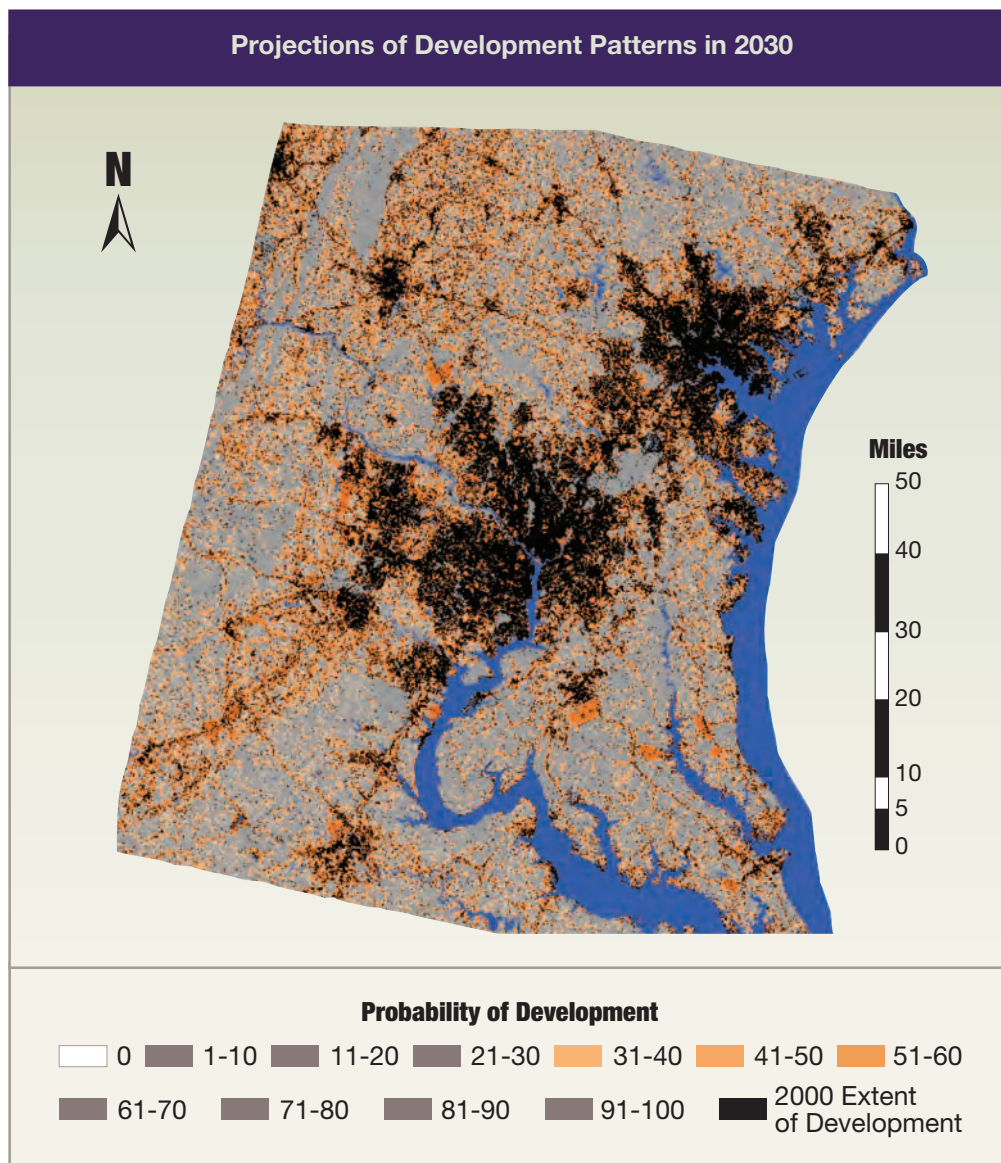 Projections of Development Patterns in 2030
N
Miles
50
40
30
20
10
5
0
Probability of Development
0 1-10 11-20 21-30 31-40 41-50 51-60
61-70 71-80 81-90 91-100 2000 Extent
of Development